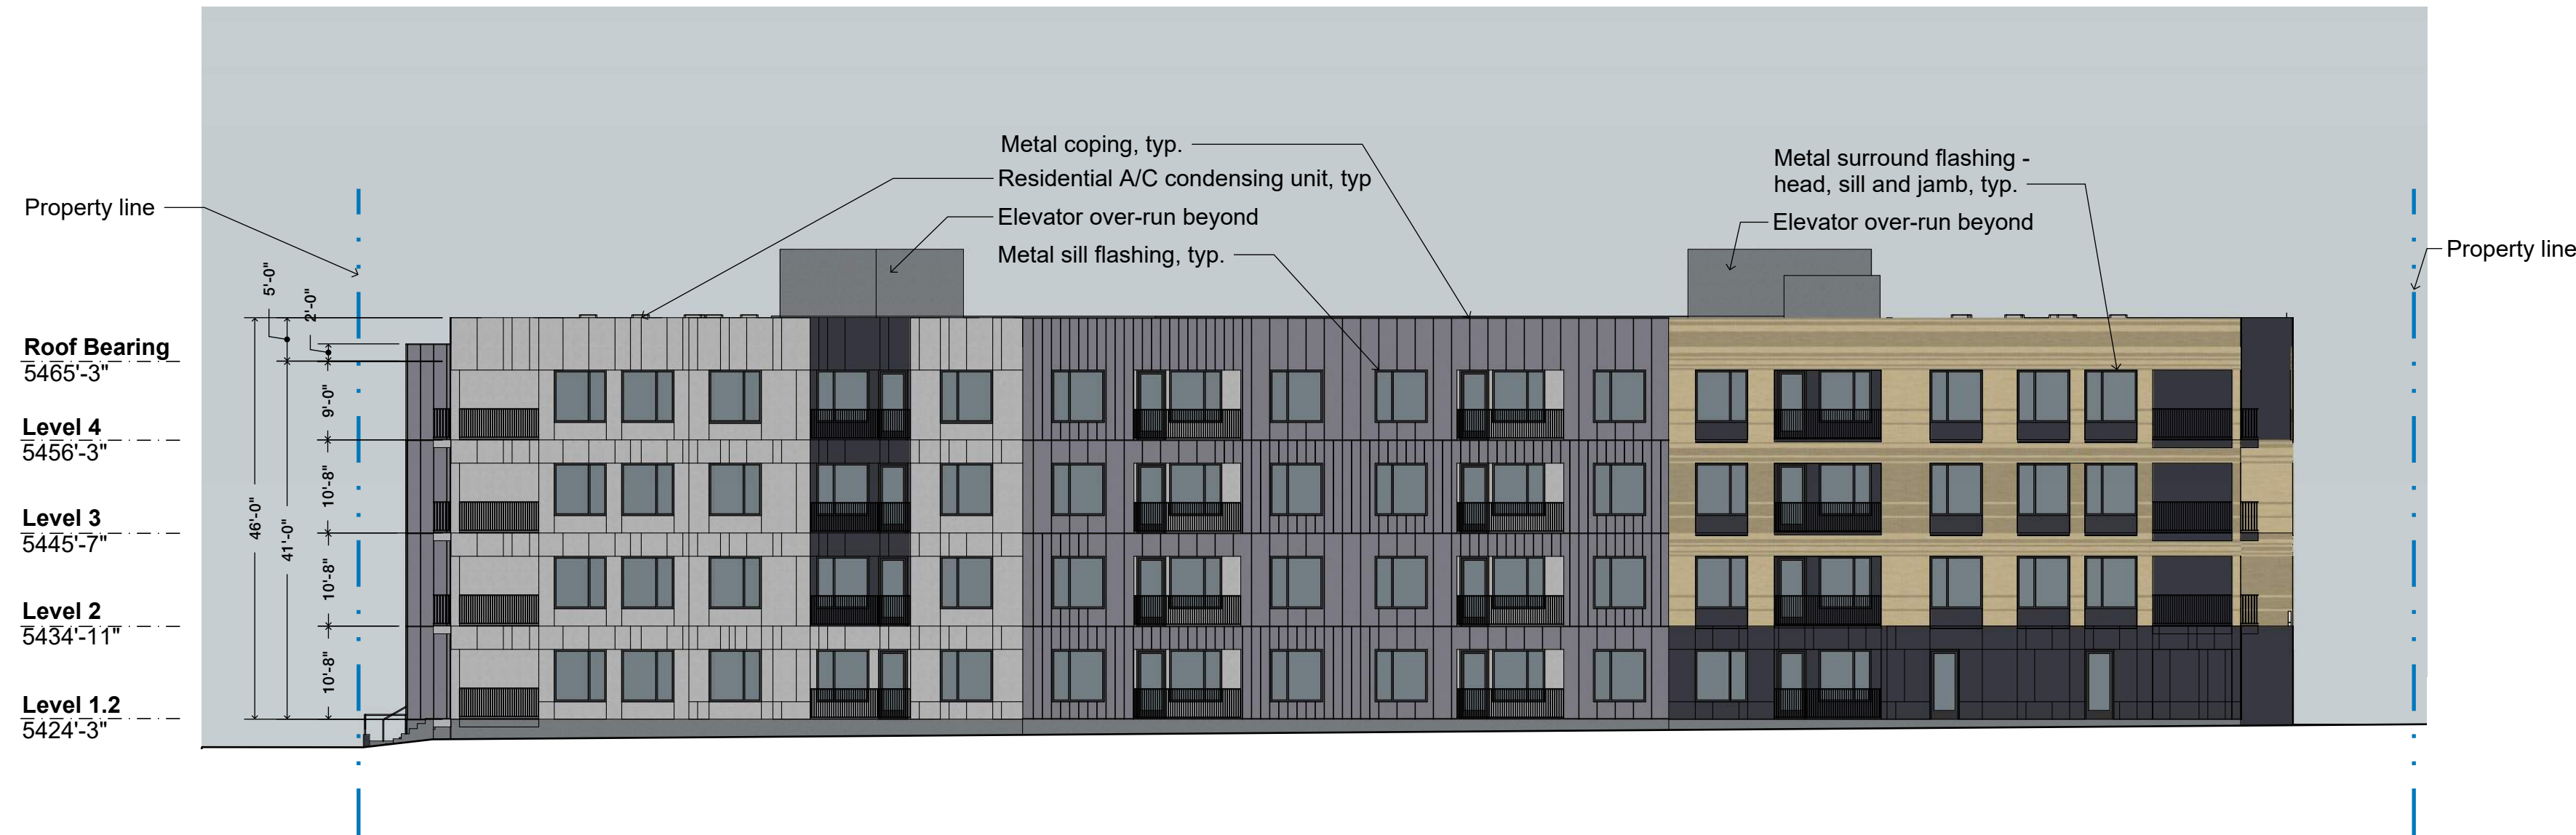 Metal coping, typ.
Residential A/C condensing unit, typ
Elevator over-run beyond
Metal sill flashing, typ.
Metal surround flashing -
head, sill and jamb, typ.
Elevator over-run beyond
Property line
Property line
5'-0"
2'-0"
Roof Bearing
5465'-3"
9'-0"
Level 4
5456'-3"
10'-8"
46'-0"
41'-0"
Level 3
5445'-7"
10'-8"
Level 2
5434'-11"
10'-8"
Level 1.2
5424'-3"